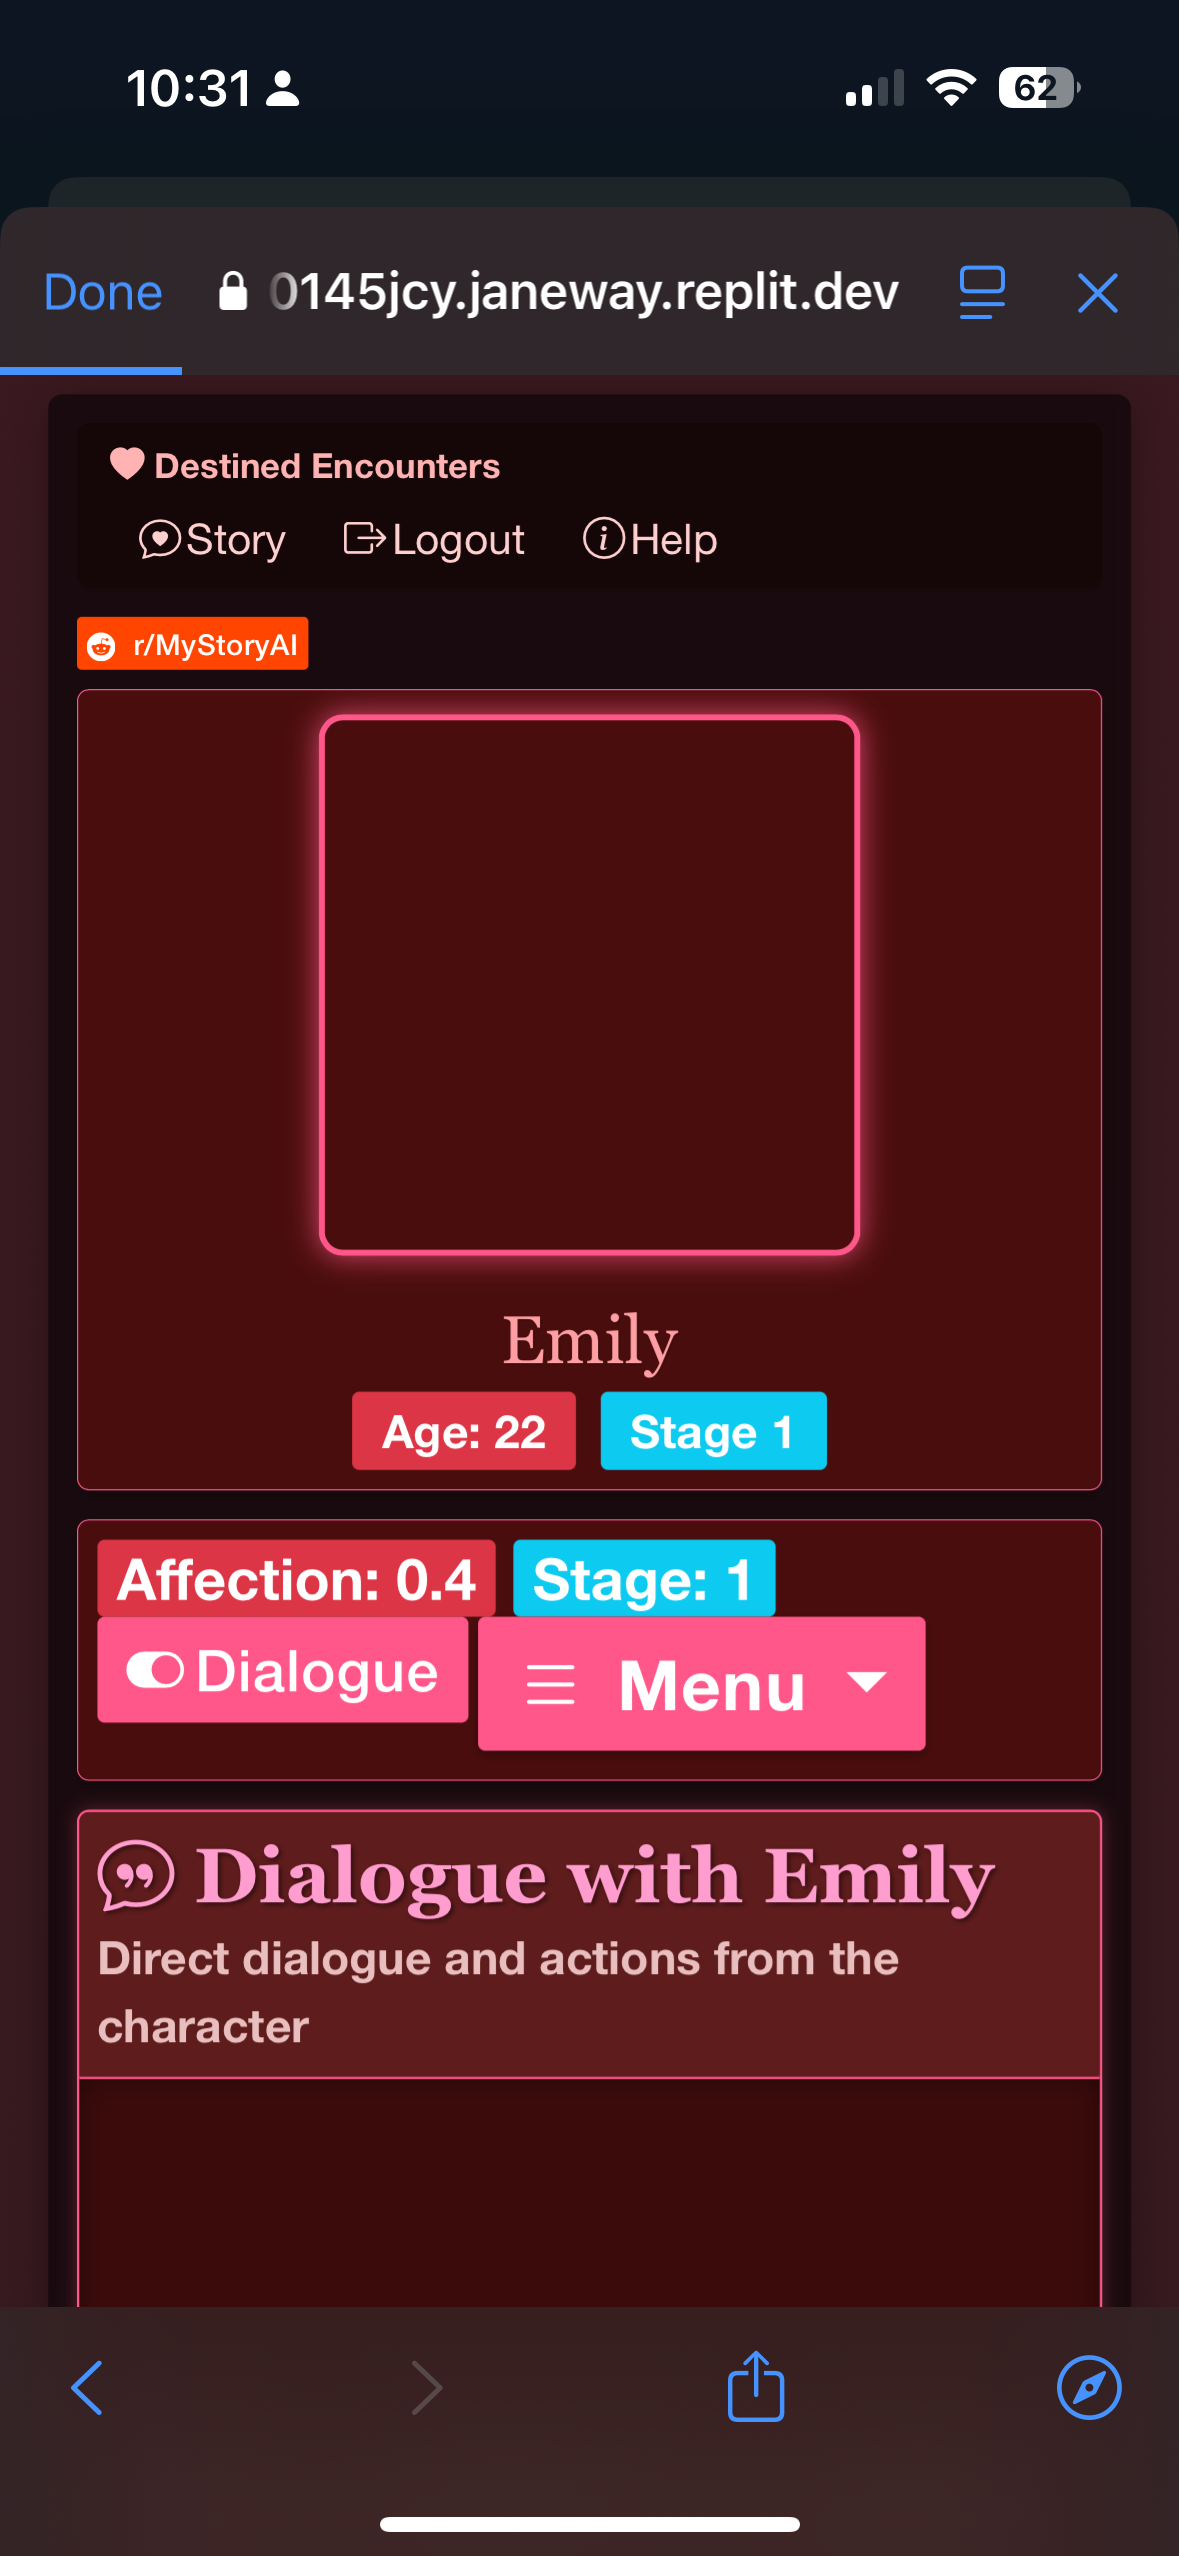 10:31
62
Done
0145jcy.janeway.replit.dev
Destined Encounters
Story Logout Help
r/MyStoryAI
Emily
Age: 22 Stage 1
Affection: 0.4 Stage: 1
Dialogue Menu
Dialogue with Emily
Direct dialogue and actions from the
character